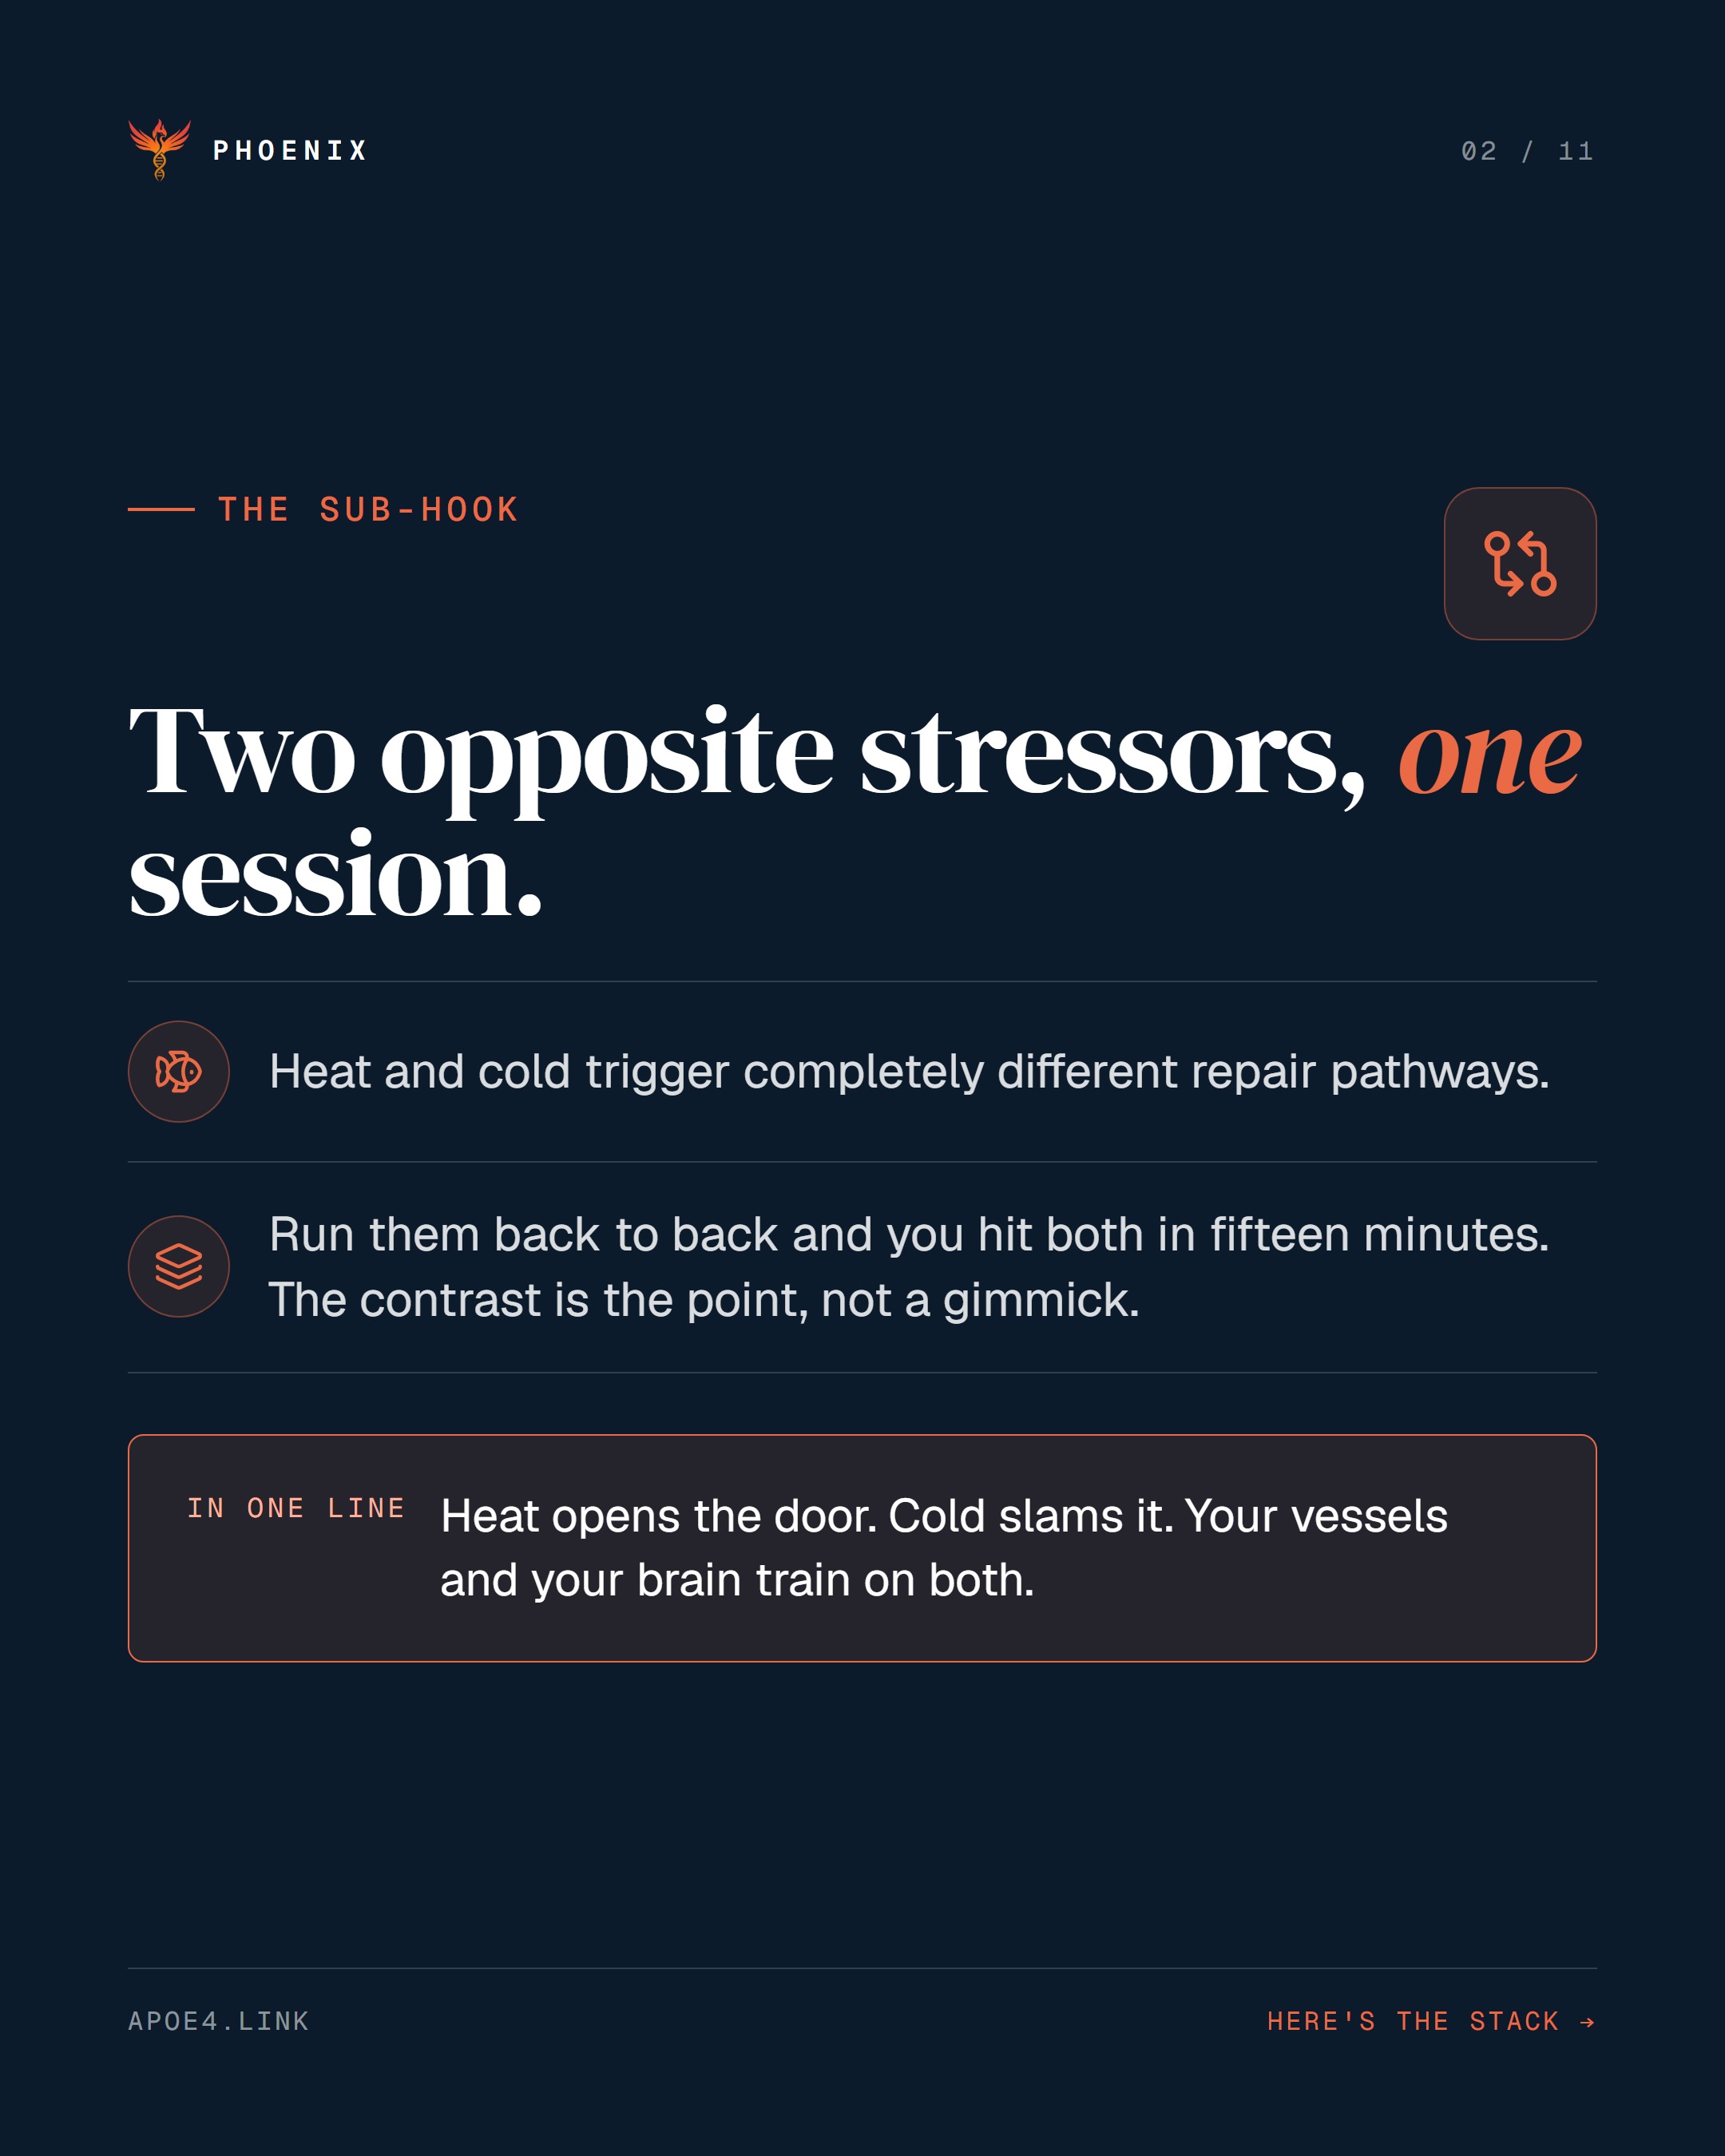 PHOENIX
02 / 11
THE SUB-HOOK
Two opposite stressors, one
session.
Heat and cold trigger completely different repair pathways.
Run them back to back and you hit both in fifteen minutes.
The contrast is the point, not a gimmick.
IN ONE LINE
Heat opens the door. Cold slams it. Your vessels
and your brain train on both.
APOE4.LINK
HERE'S THE STACK →